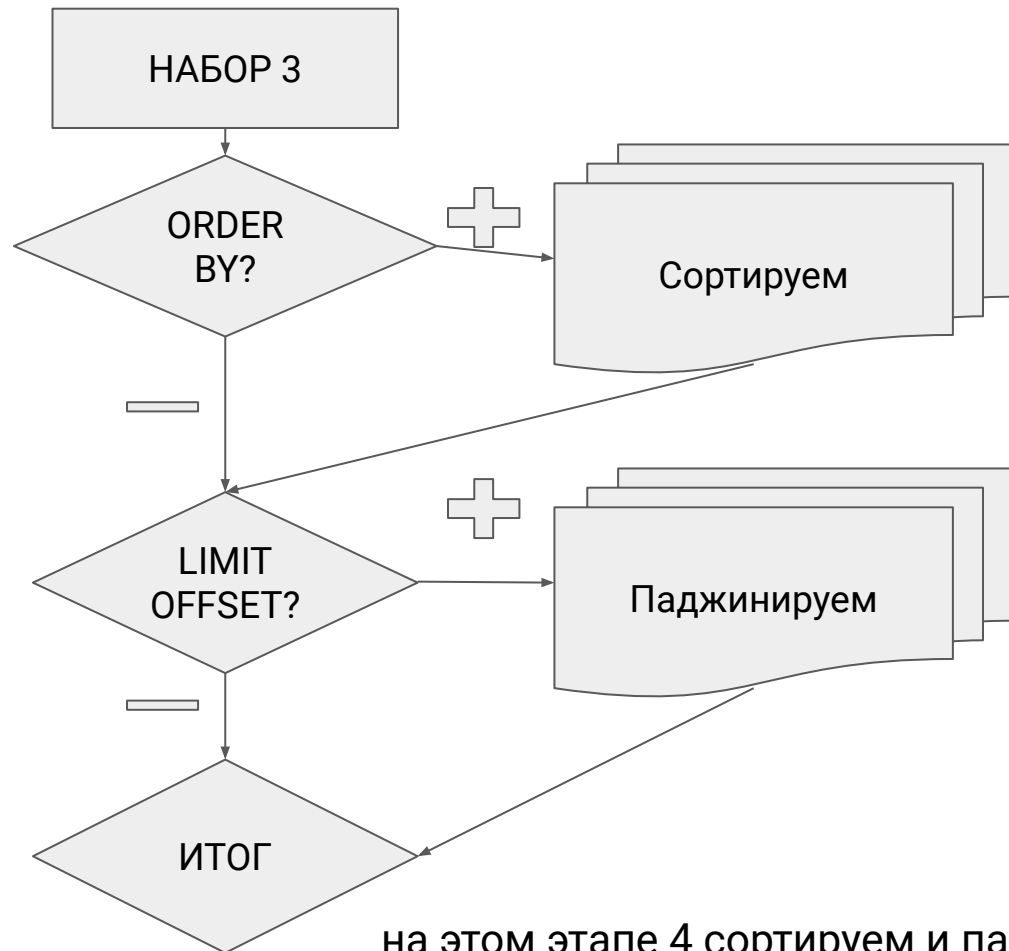 НАБОР 3
ORDER
BY?
Сортируем
LIMIT
OFFSET?
Паджинируем
ИТОГ
на этом этапе 4 сортируем и па